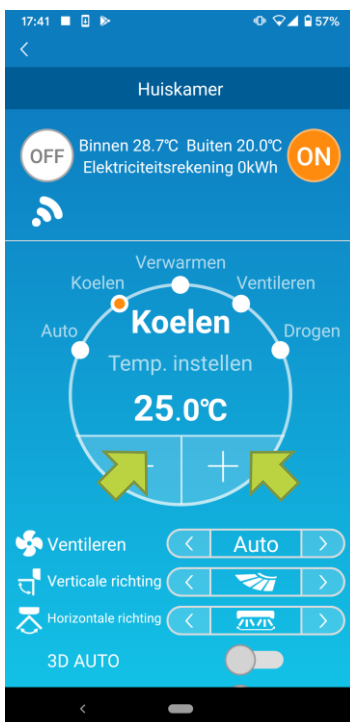 17:41 57%
Huiskamer
OFF Binnen 28.7℃ Buiten 20.0℃ ON
Elektriciteitsrekening 0kWh
Verwarmen
Koelen Ventileren
Auto Koelen Drogen
Temp. instellen
25.0℃
- +
Ventileren Auto
Verticale richting
Horizontale richting
3D AUTO